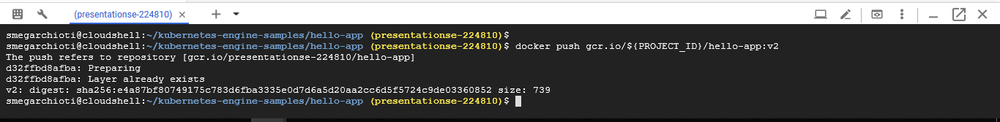 (presentationse-224810)
smegarchioti@cloudshell:~/kubernetes-engine-samples/hello-app (presentationse-224810)$
smegarchioti@cloudshell:~/kubernetes-engine-samples/hello-app (presentationse-224810)$ docker push gcr.io/${PROJECT_ID}/hello-app:v2
The push refers to repository [gcr.io/presentationse-224810/hello-app]
d32ffbd8afba: Preparing
d32ffbd8afba: Layer already exists
v2: digest: sha256:e4a87bf80749175c783d6fba3335e0d7d6a5d20aa2cc6d5f5724c9de03360852 size: 739
smegarchioti@cloudshell:~/kubernetes-engine-samples/hello-app (presentationse-224810)$